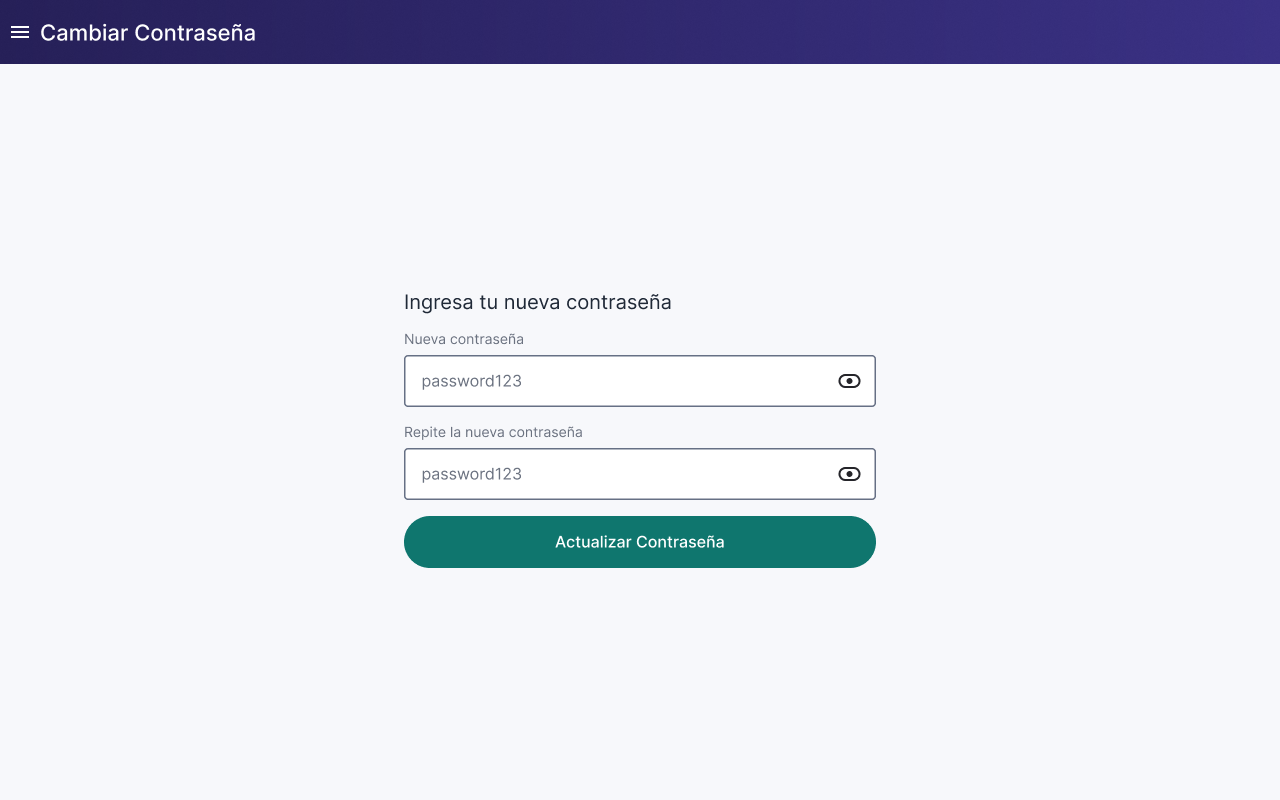 Cambiar Contraseña
Ingresa tu nueva contraseña
Nueva contraseña
password123
Repite la nueva contraseña
password123
Actualizar Contraseña